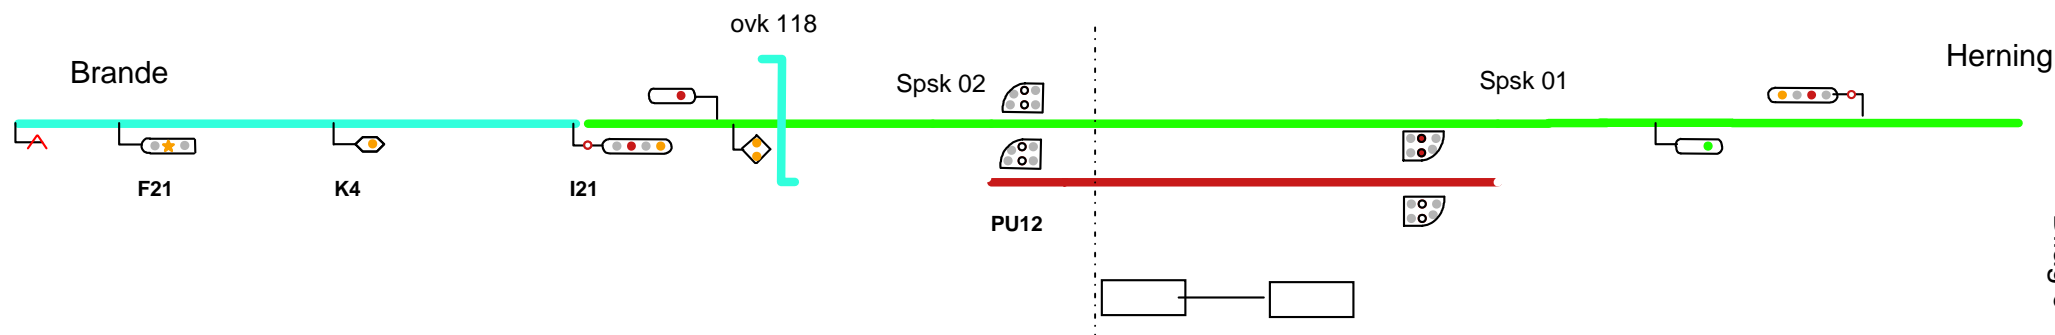 ovk 118
Brande
Herning
Spsk 02
Spsk 01
F21
K4
I21
PU12